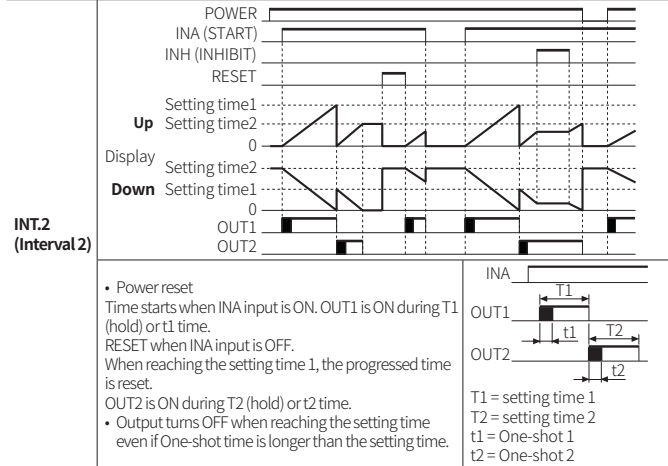 POWER
INA (START)
INH (INHIBIT)
RESET
Setting time1
Up Setting time2
0
Display
Setting time2
Down Setting time1
0
INT.2
(Interval 2)
OUT1
OUT2
• Power reset
Time starts when INA input is ON. OUT1 is ON during T1
(hold) or t1 time.
RESET when INA input is OFF.
When reaching the setting time 1, the progressed time
is reset.
OUT2 is ON during T2 (hold) or t2 time.
• Output turns OFF when reaching the setting time
even if One-shot time is longer than the setting time.
INA
T1
OUT1
t1
T2
OUT2
t2
T1 = setting time 1
T2 = setting time 2
t1 = One-shot 1
t2 = One-shot 2